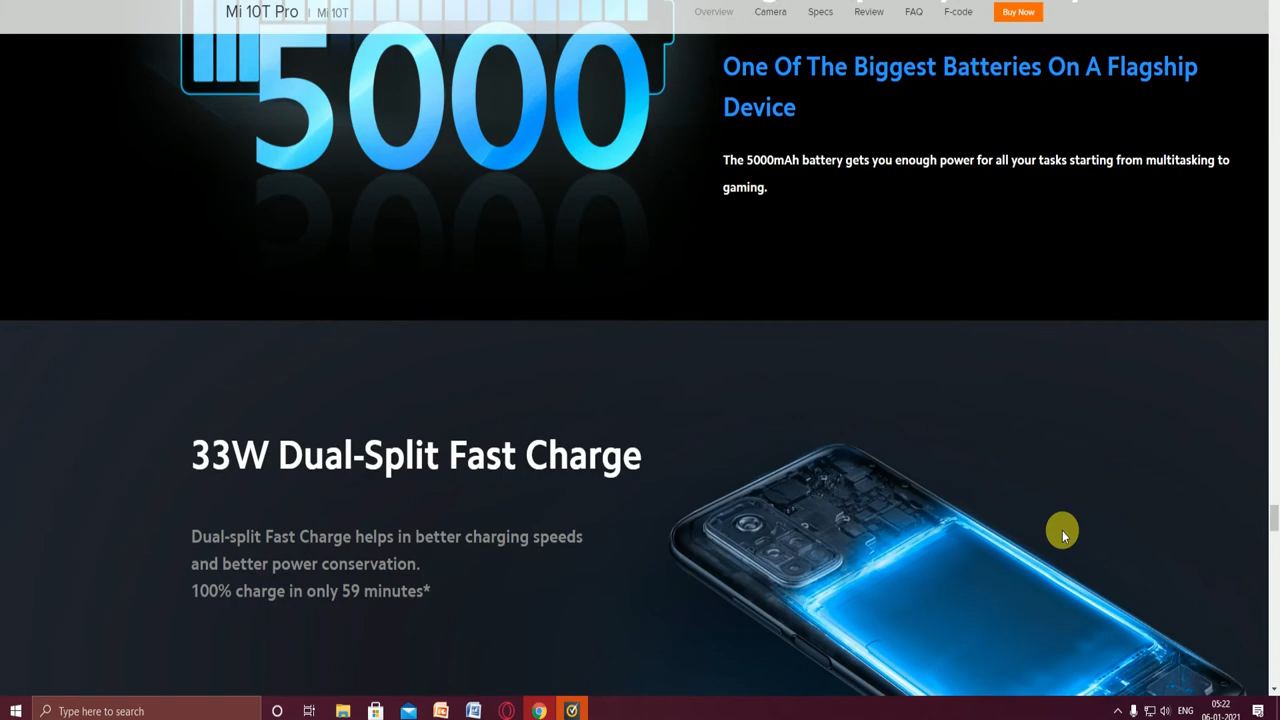 Mi 10T Pro | Mi 10T
Overview Camera Specs Review FAQ F-code Buy Now
5000
One Of The Biggest Batteries On A Flagship
Device
The 5000mAh battery gets you enough power for all your tasks starting from multitasking to
gaming.
33W Dual-Split Fast Charge
Dual-split Fast Charge helps in better charging speeds
and better power conservation.
100% charge in only 59 minutes*
Type here to search
ENG
05:22
06-01-2021